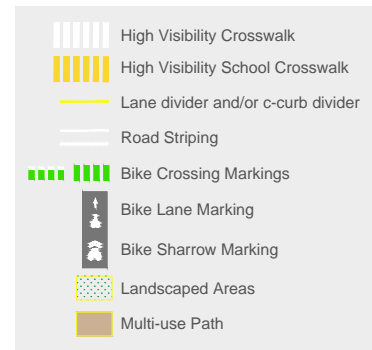 High Visibility Crosswalk
High Visibility School Crosswalk
Lane divider and/or c-curb divider
Road Striping
Bike Crossing Markings
Bike Lane Marking
Bike Sharrow Marking
Landscaped Areas
Multi-use Path